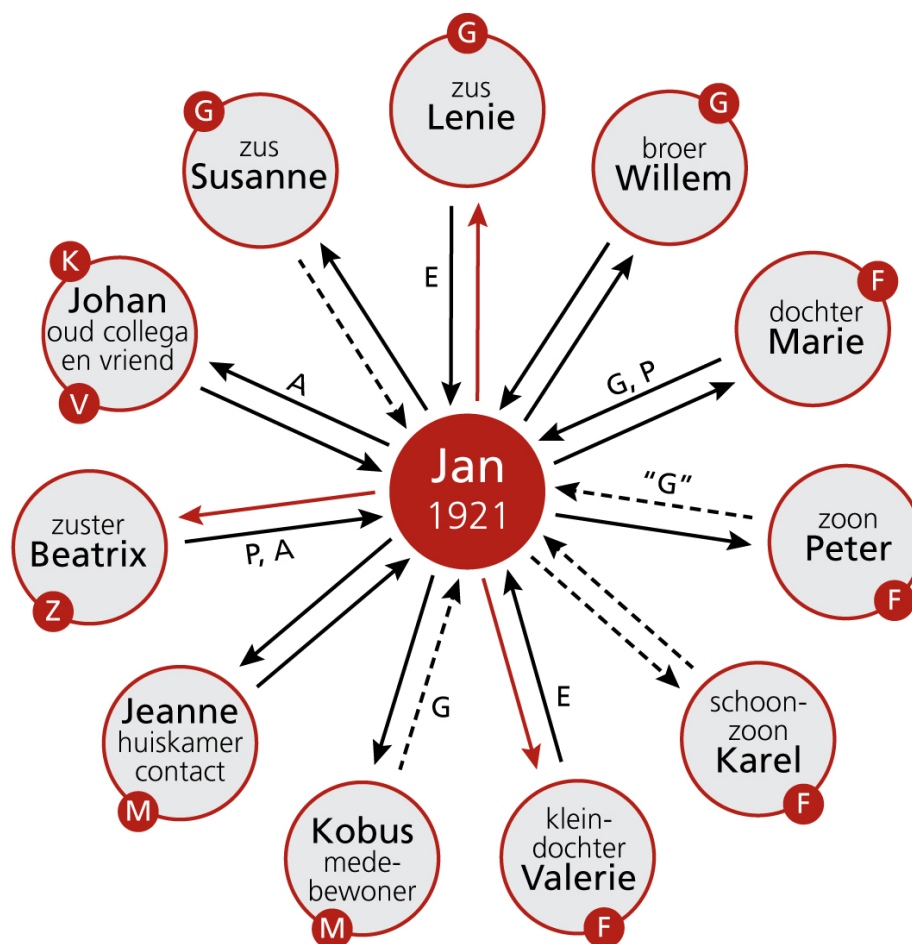 G
zus
Lenie
G
zus
Susanne
G
broer
Willem
K
Johan
oud collega
en vriend
V
F
dochter
Marie
E
A
G, P
Jan
1921
"G"
zoon
Peter
F
zuster
Beatrix
Z
P, A
Jeanne
huiskamer
contact
M
G
E
schoon-
zoon
Karel
F
Kobus
mede-
bewoner
M
klein-
dochter
Valerie
F